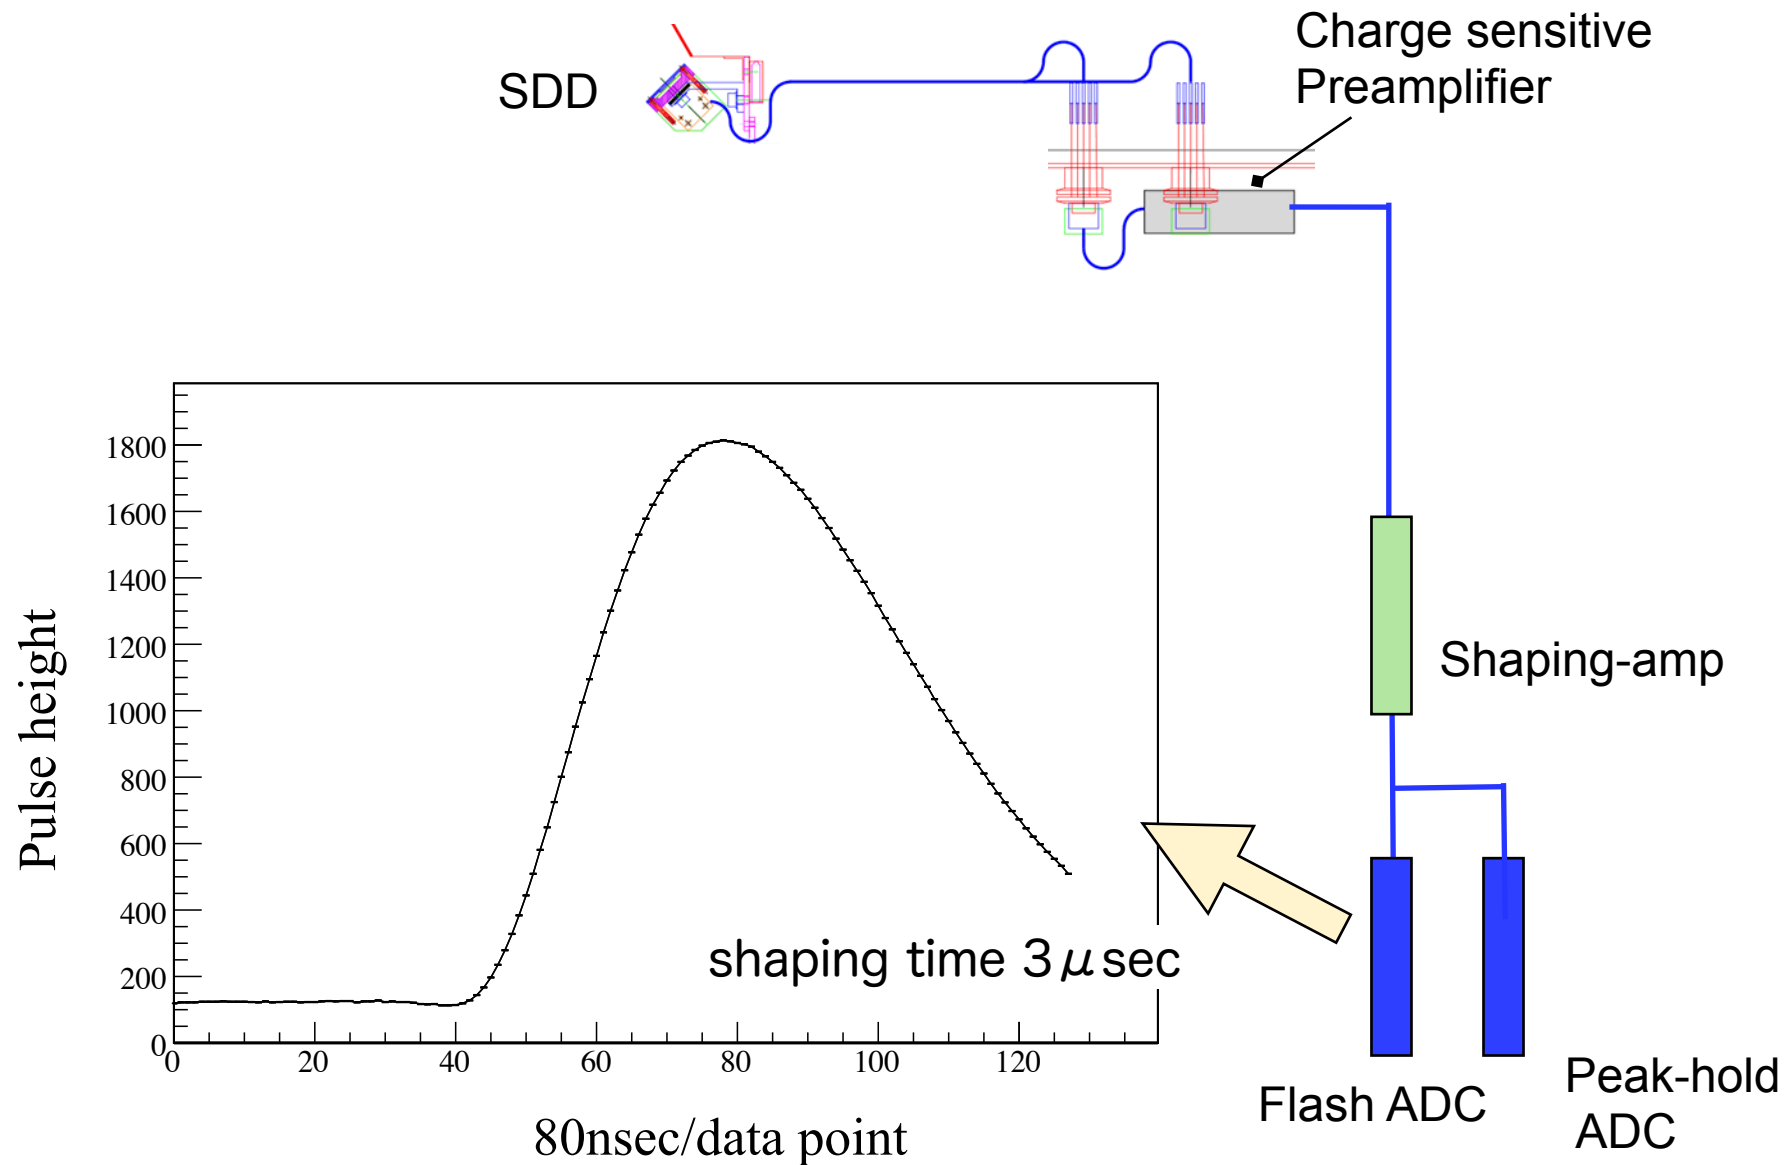 Charge sensitive
Preamplifier
SDD
1800
1600
1400
1200
1000
800
600
400
200
0
0 20 40 60 80 100 120
Pulse height
80nsec/data point
shaping time 3μsec
Shaping-amp
Flash ADC
Peak-hold
ADC